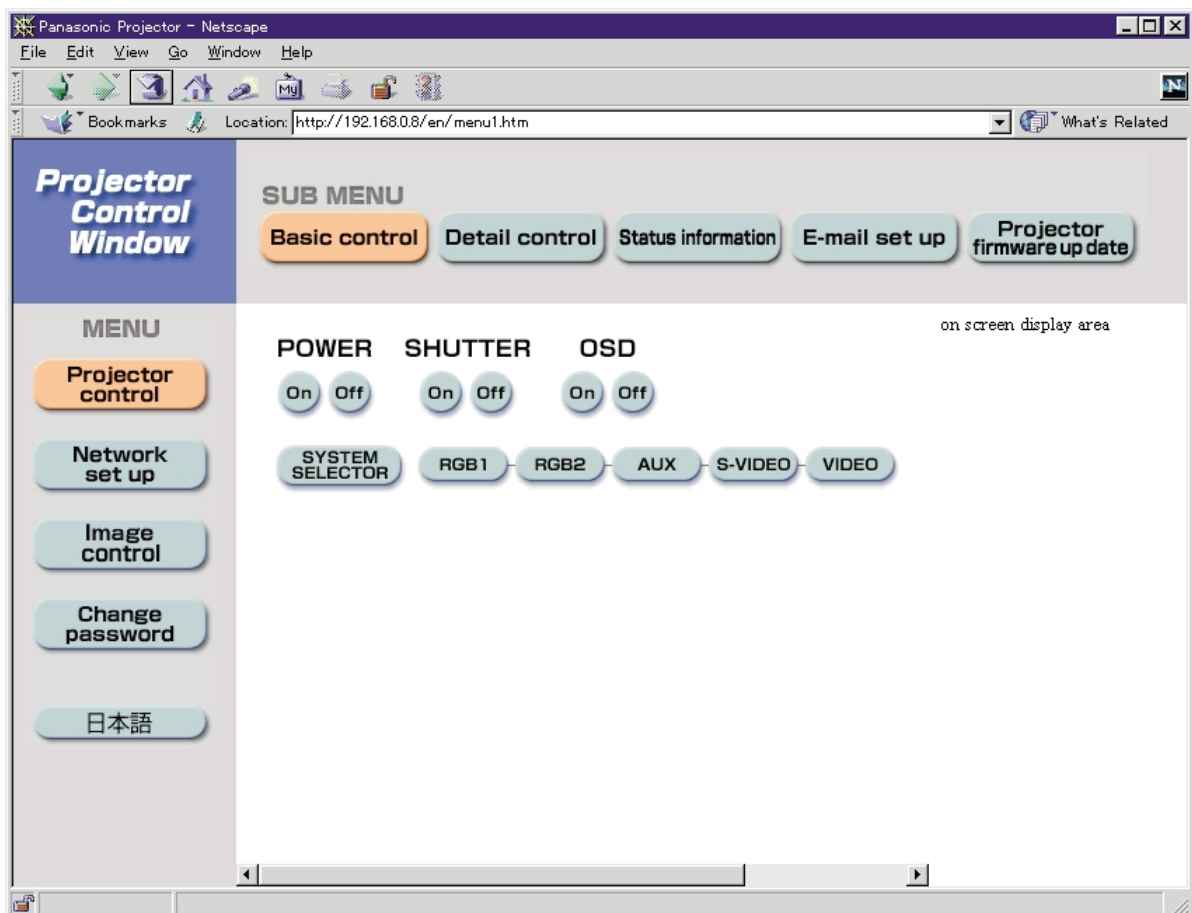 Panasonic Projector - Netscape
File Edit View Go Window Help
My
N
Bookmarks Location: http://192.168.0.8/en/menu1.htm What's Related
Projector
Control
Window
SUB MENU
Basic control Detail control Status information E-mail set up Projector firmware up date
MENU
Projector
control
Network
set up
Image
control
Change
password
日本語
on screen display area
POWER SHUTTER OSD
On Off On Off On Off
SYSTEM SELECTOR RGB1 RGB2 AUX S-VIDEO VIDEO